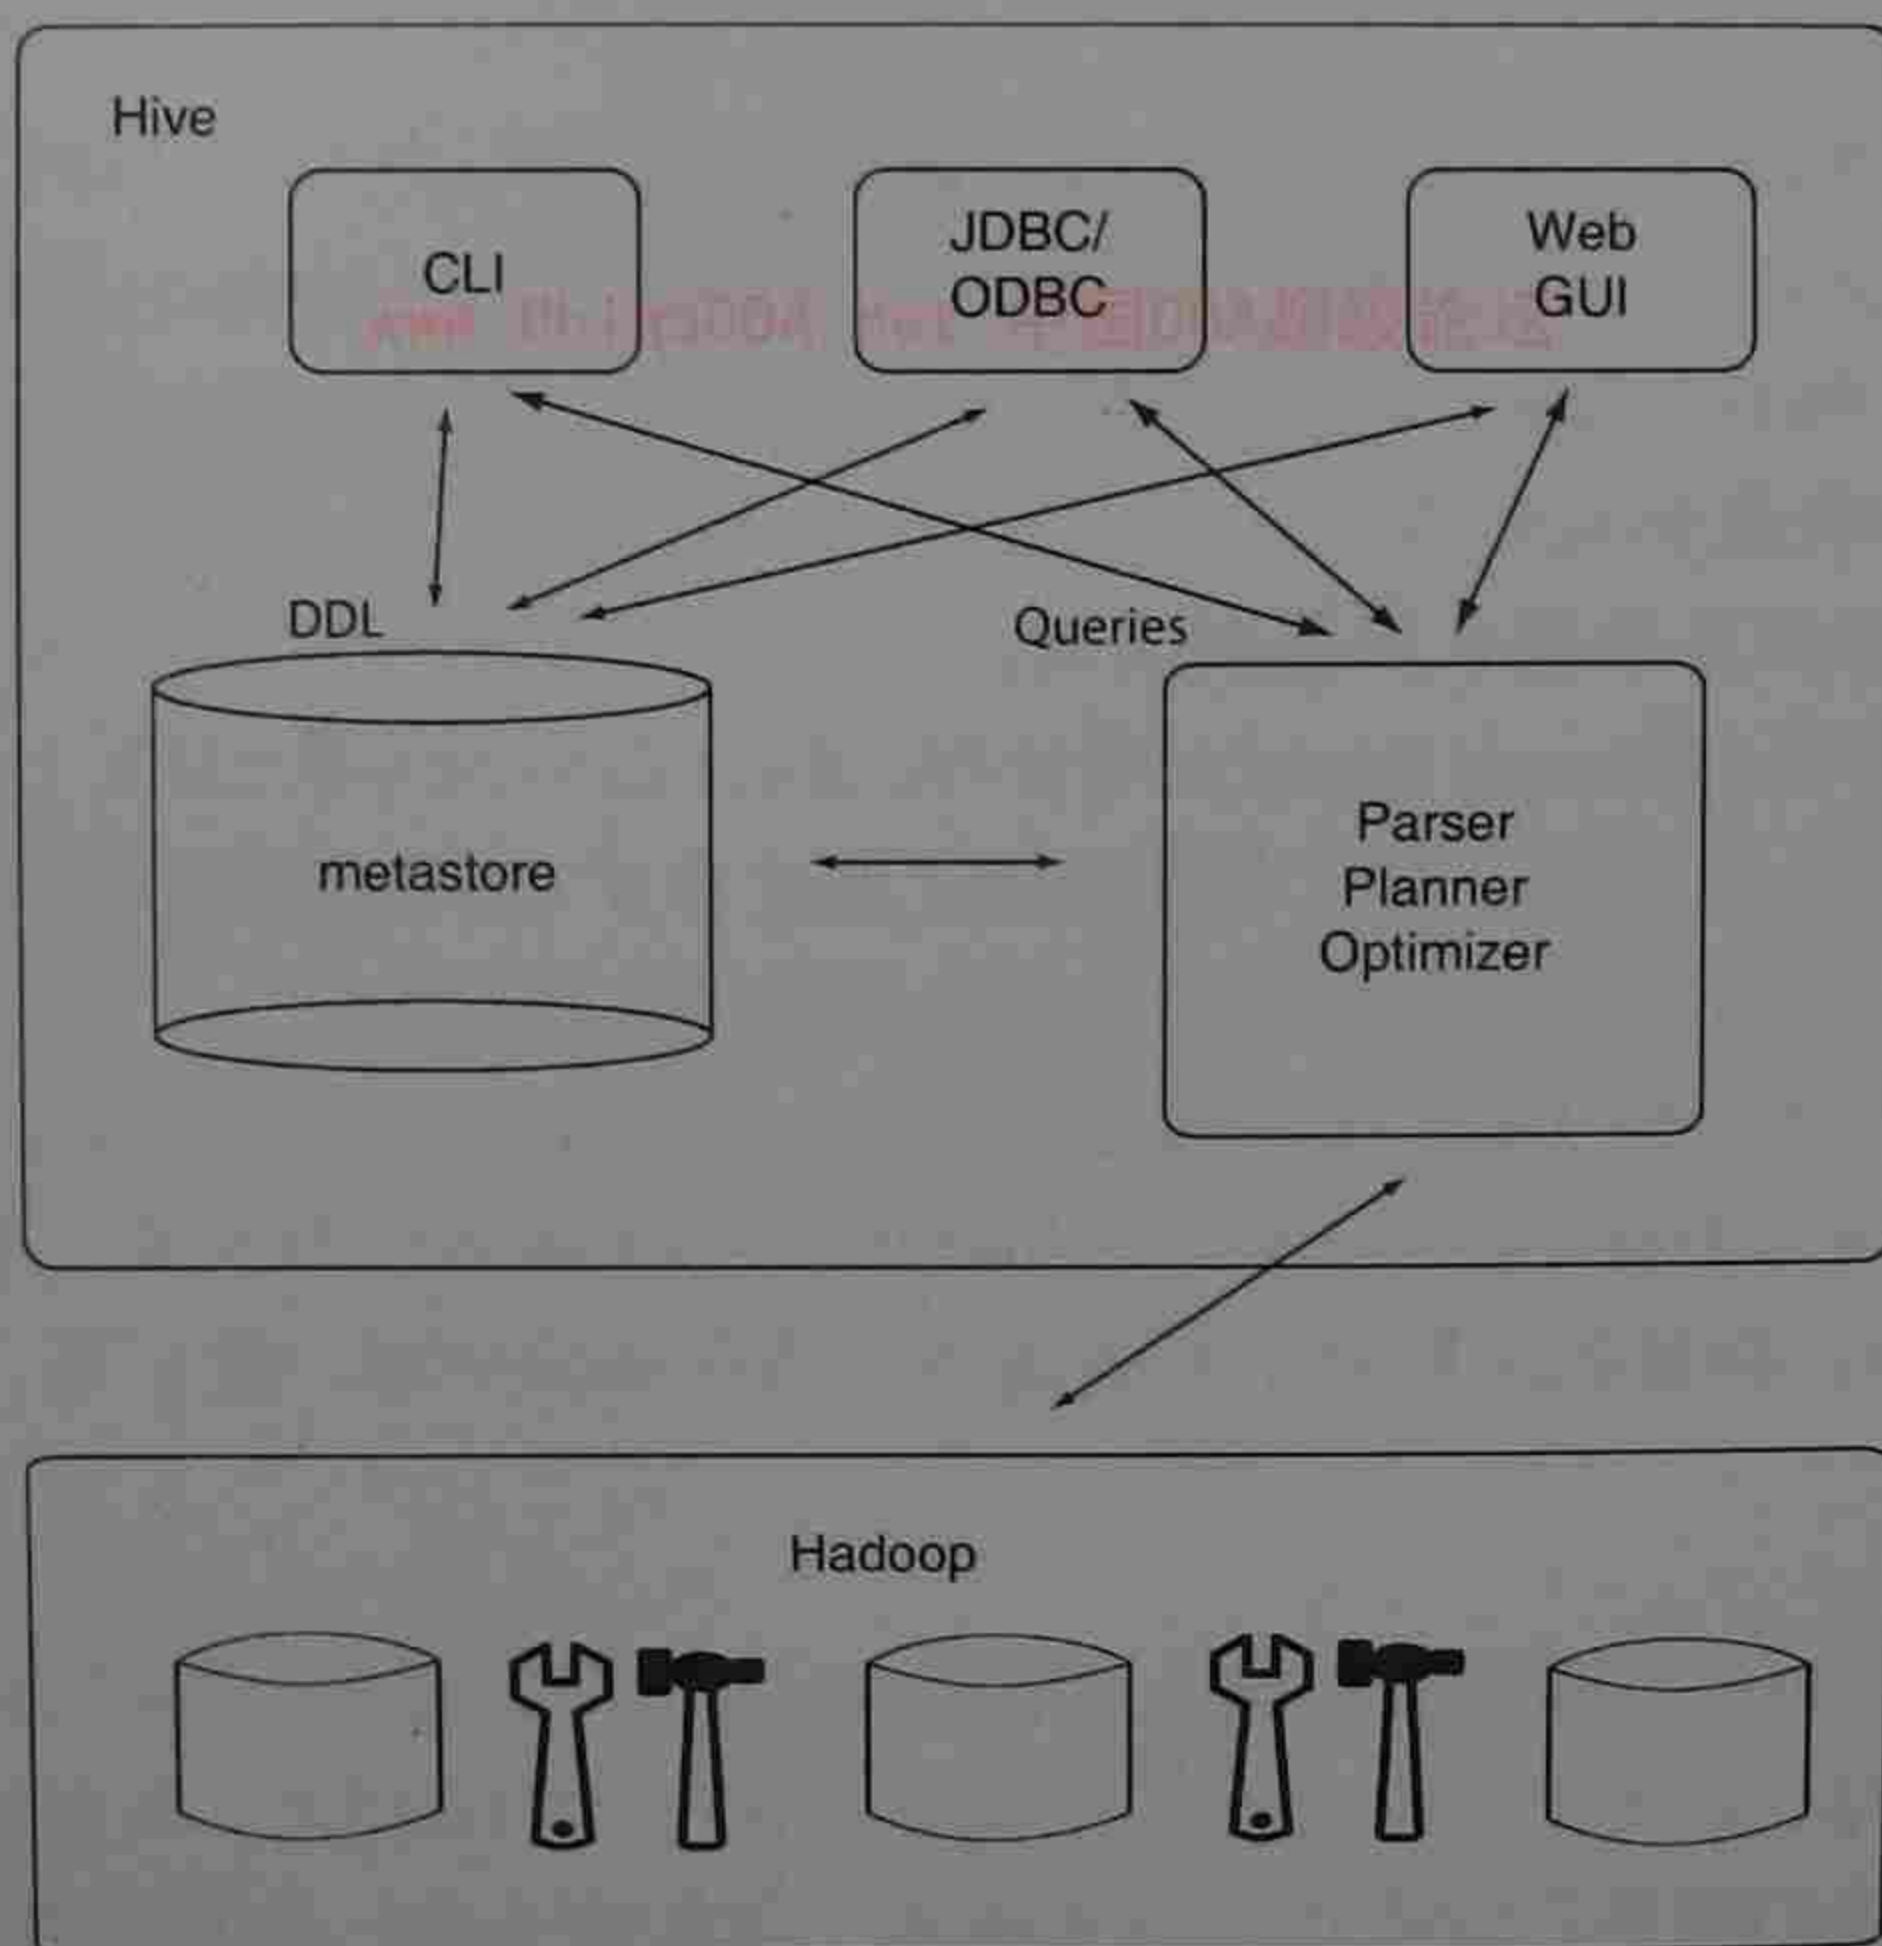 Hive
CLI
JDBC/
ODBC
Web
GUI
DDL
Queries
metastore
Parser
Planner
Optimizer
Hadoop